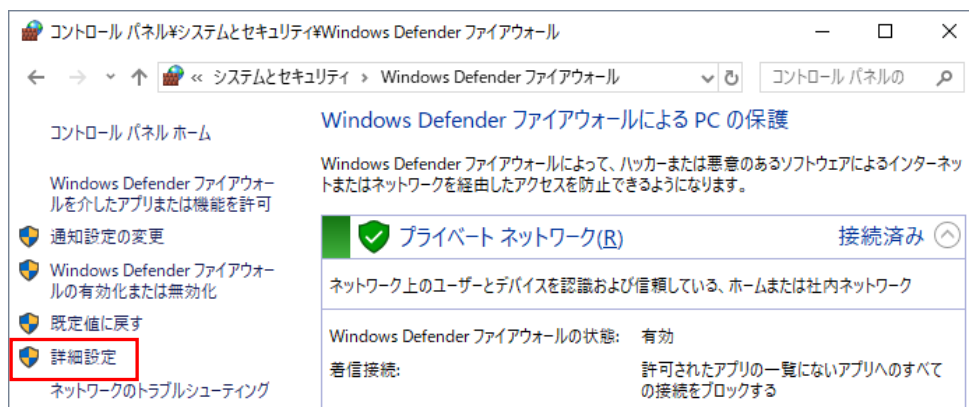 コントロール パネル¥システムとセキュリティ¥Windows Defender ファイアウォール
« システムとセキュリティ › Windows Defender ファイアウォール
コントロール パネルの
コントロール パネル ホーム
Windows Defender ファイアウォー
ルを介したアプリまたは機能を許可
通知設定の変更
Windows Defender ファイアウォー
ルの有効化または無効化
既定値に戻す
詳細設定
ネットワークのトラブルシューティング
Windows Defender ファイアウォールによる PC の保護
Windows Defender ファイアウォールによって、ハッカーまたは悪意のあるソフトウェアによるインターネッ
トまたはネットワークを経由したアクセスを防止できるようになります。
プライベート ネットワーク(R) 接続済み
ネットワーク上のユーザーとデバイスを認識および信頼している、ホームまたは社内ネットワーク
Windows Defender ファイアウォールの状態: 有効
着信接続: 許可されたアプリの一覧にないアプリへのすべて
の接続をブロックする